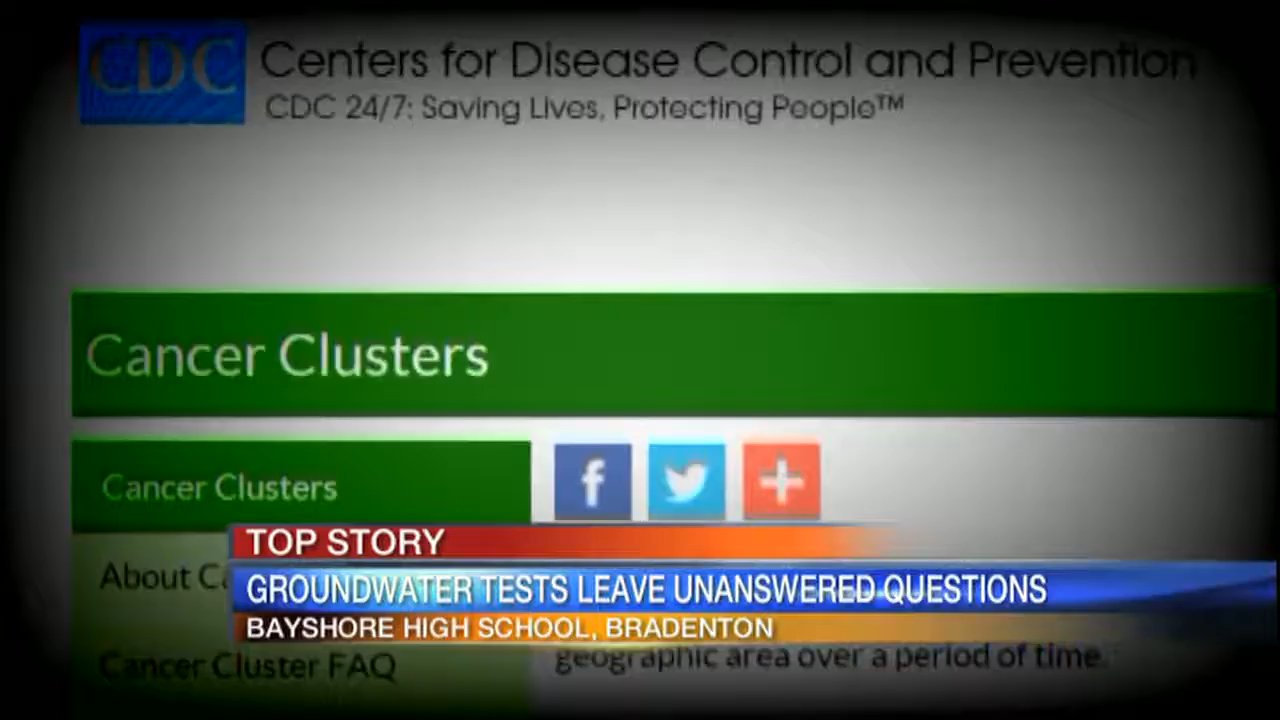 CDC
Centers for Disease Control and Prevention
CDC 24/7: Saving Lives, Protecting People™
Cancer Clusters
Cancer Clusters
f
TOP STORY
About
GROUNDWATER TESTS LEAVE UNANSWERED QUESTIONS
BAYSHORE HIGH SCHOOL, BRADENTON
geographic area over a period of time.
Cancer Cluster FAQ